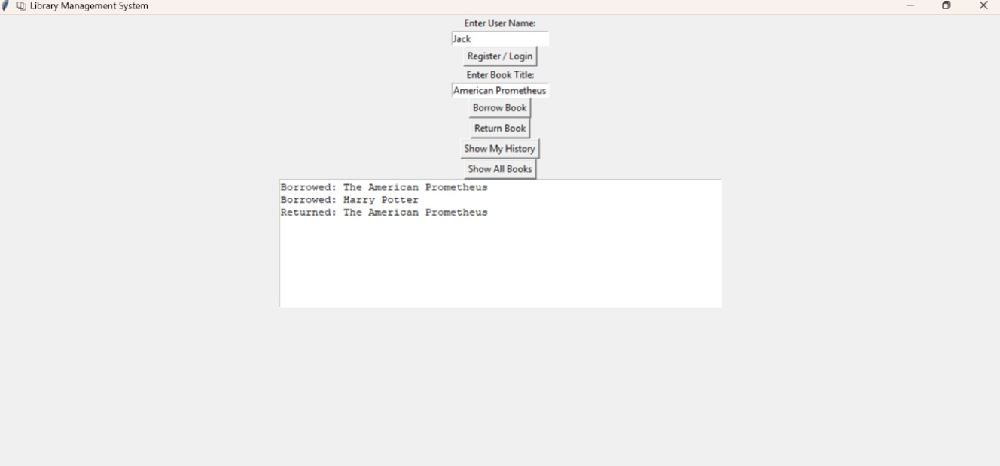 Library Management System
Enter User Name:
Jack
Register / Login
Enter Book Title:
American Prometheus
Borrow Book
Return Book
Show My History
Show All Books
Borrowed: The American Prometheus
Borrowed: Harry Potter
Returned: The American Prometheus